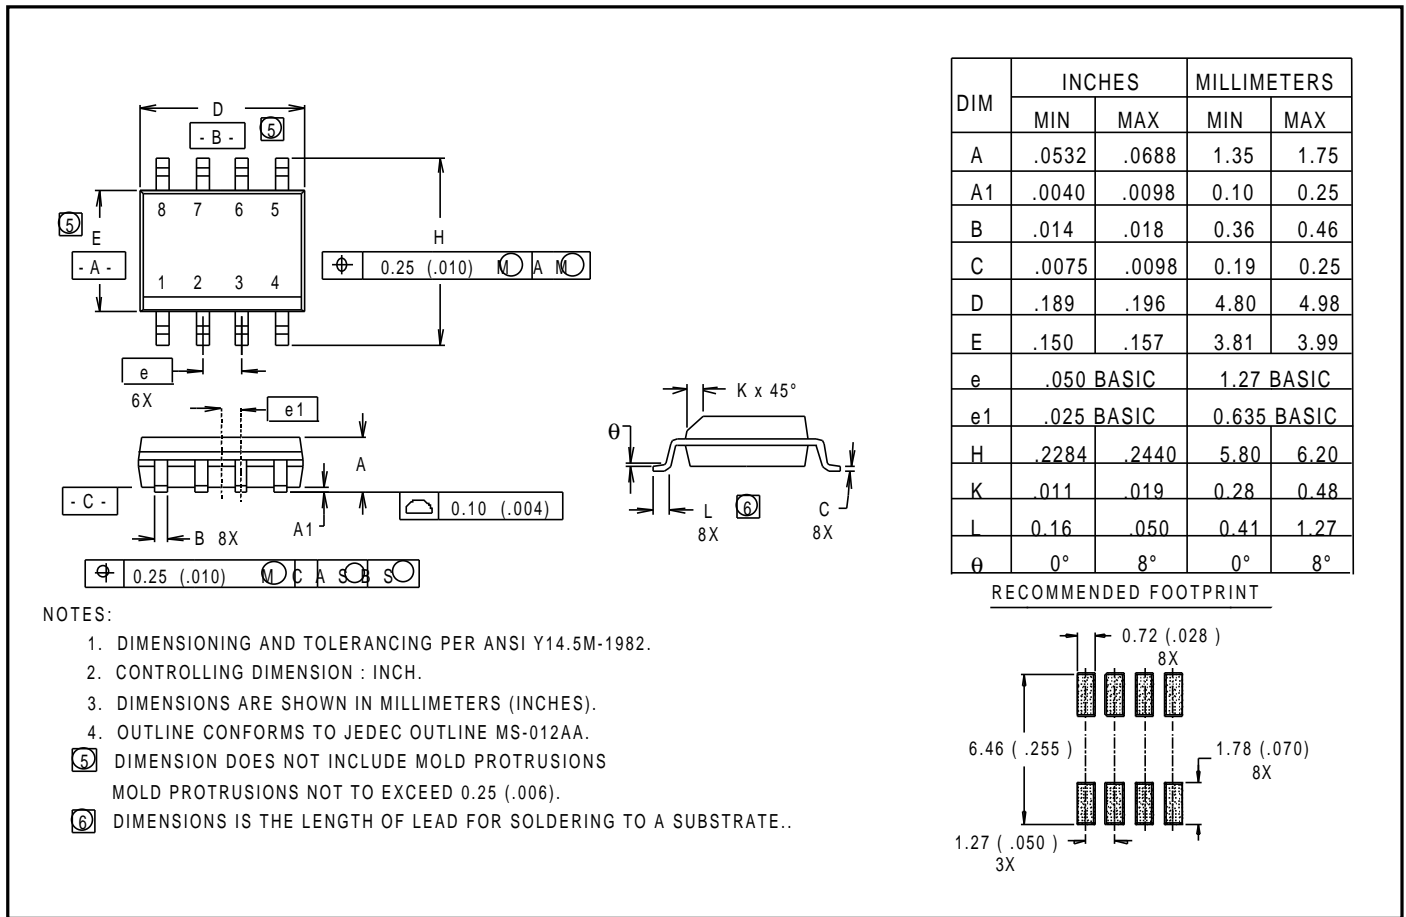 D
- B -
5
8 7 6 5
5
E
H
- A -
0.25 (.010) M A M
1 2 3 4
e
6X
e1
A
- C -
0.10 (.004)
B 8X
A1
0.25 (.010) M C A S B S
K x 45°
θ
L
8X
6
C
8X
DIM INCHES MILLIMETERS
MIN MAX MIN MAX
A .0532 .0688 1.35 1.75
A1 .0040 .0098 0.10 0.25
B .014 .018 0.36 0.46
C .0075 .0098 0.19 0.25
D .189 .196 4.80 4.98
E .150 .157 3.81 3.99
e .050 BASIC 1.27 BASIC
e1 .025 BASIC 0.635 BASIC
H .2284 .2440 5.80 6.20
K .011 .019 0.28 0.48
L 0.16 .050 0.41 1.27
θ 0° 8° 0° 8°
NOTES:
1. DIMENSIONING AND TOLERANCING PER ANSI Y14.5M-1982.
2. CONTROLLING DIMENSION : INCH.
3. DIMENSIONS ARE SHOWN IN MILLIMETERS (INCHES).
4. OUTLINE CONFORMS TO JEDEC OUTLINE MS-012AA.
5 DIMENSION DOES NOT INCLUDE MOLD PROTRUSIONS
MOLD PROTRUSIONS NOT TO EXCEED 0.25 (.006).
6 DIMENSIONS IS THE LENGTH OF LEAD FOR SOLDERING TO A SUBSTRATE..
RECOMMENDED FOOTPRINT
0.72 (.028 )
8X
6.46 ( .255 )
1.78 (.070)
8X
1.27 ( .050 )
3X